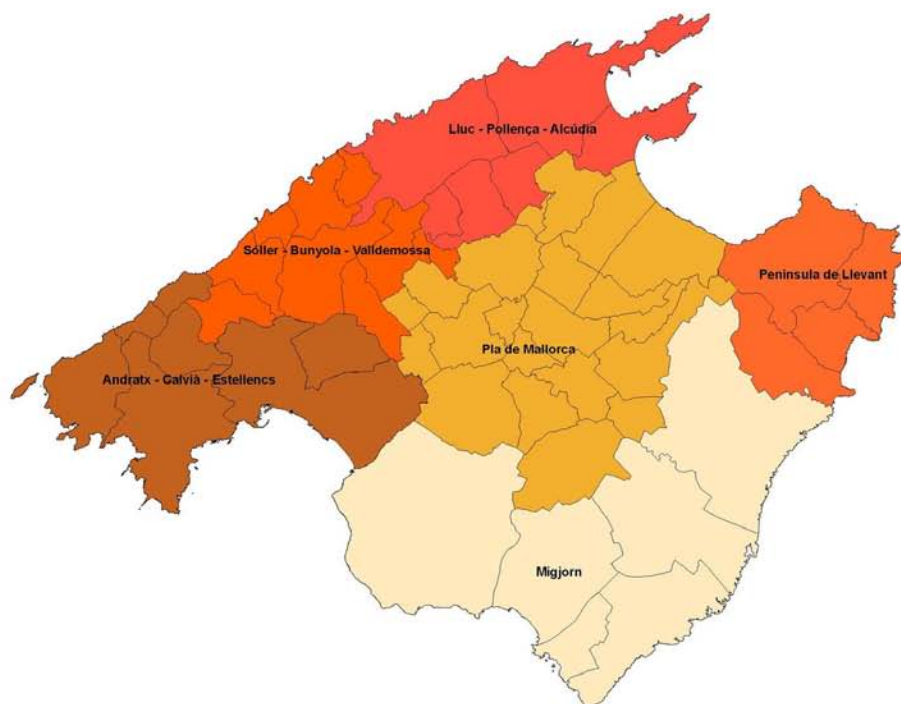 Lluc - Pollença - Alcúdia
Sóller - Bunyola - Valldemossa
Peninsula de Llevant
Pla de Mallorca
Andratx - Calvià - Estellencs
Migjorn